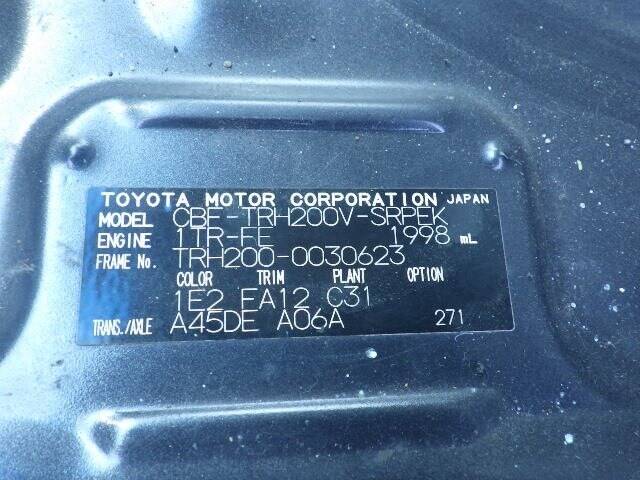 TOYOTA MOTOR CORPORATION JAPAN
MODEL CBF-TRH200V-SRPEK
ENGINE 1TR-FE 1998 mL
FRAME No. TRH200-0030623
COLOR TRIM PLANT OPTION
1E2 FA12 C31
TRANS./AXLE A45DE A06A 271